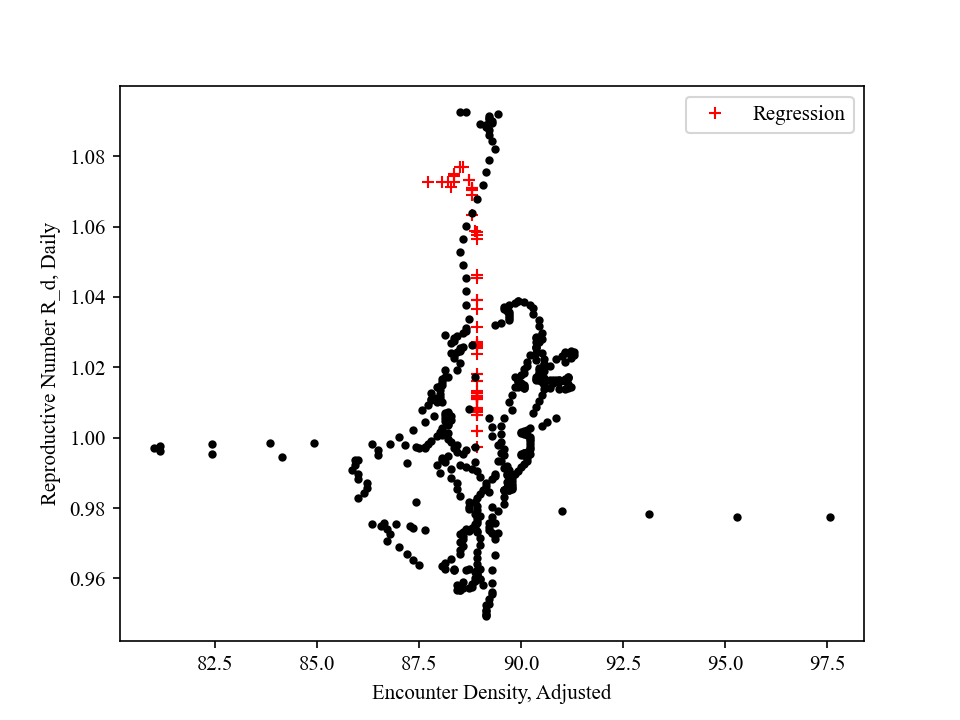 Regression
1.08
1.06
1.04
1.02
1.00
0.98
0.96
Reproductive Number R_d, Daily
82.5 85.0 87.5 90.0 92.5 95.0 97.5
Encounter Density, Adjusted